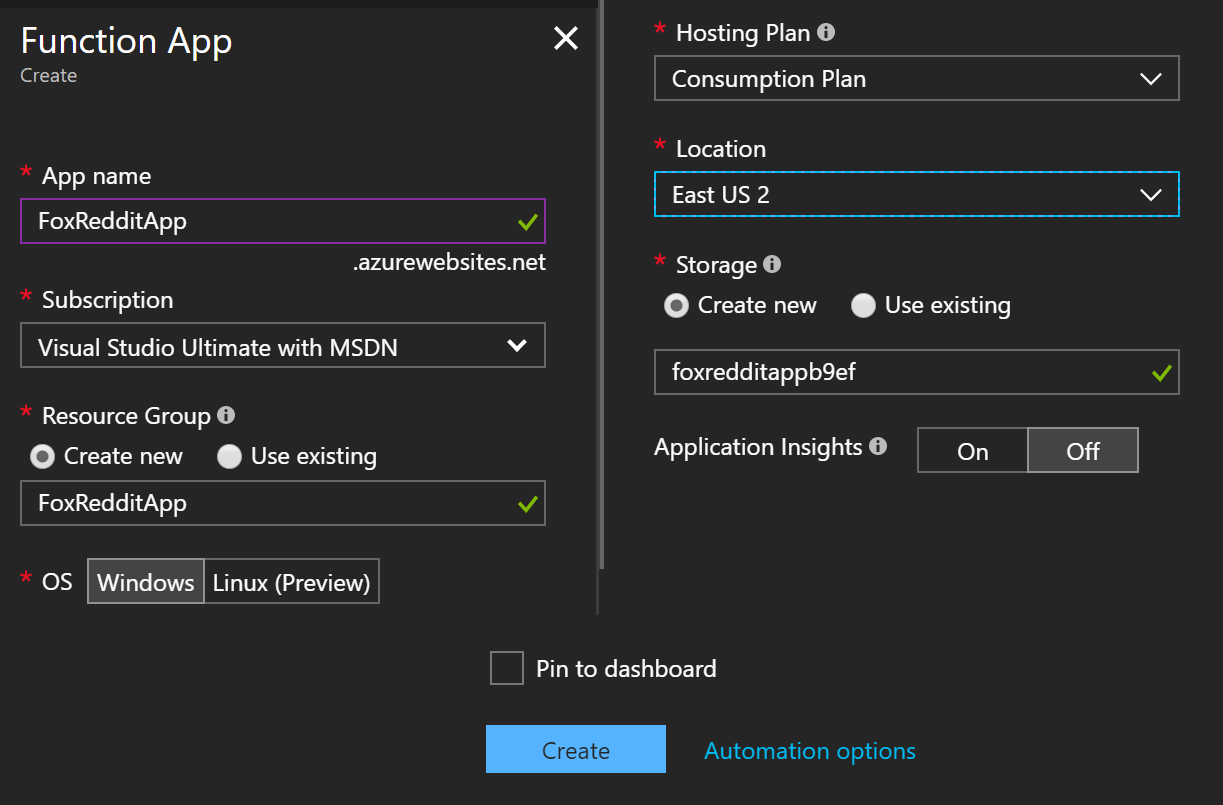 Function App
Create
* App name
FoxRedditApp
.azurewebsites.net
* Subscription
Visual Studio Ultimate with MSDN
* Resource Group
Create new Use existing
FoxRedditApp
* OS Windows Linux (Preview)
* Hosting Plan
Consumption Plan
* Location
East US 2
* Storage
Create new Use existing
foxredditappb9ef
Application Insights On Off
Pin to dashboard
Create Automation options